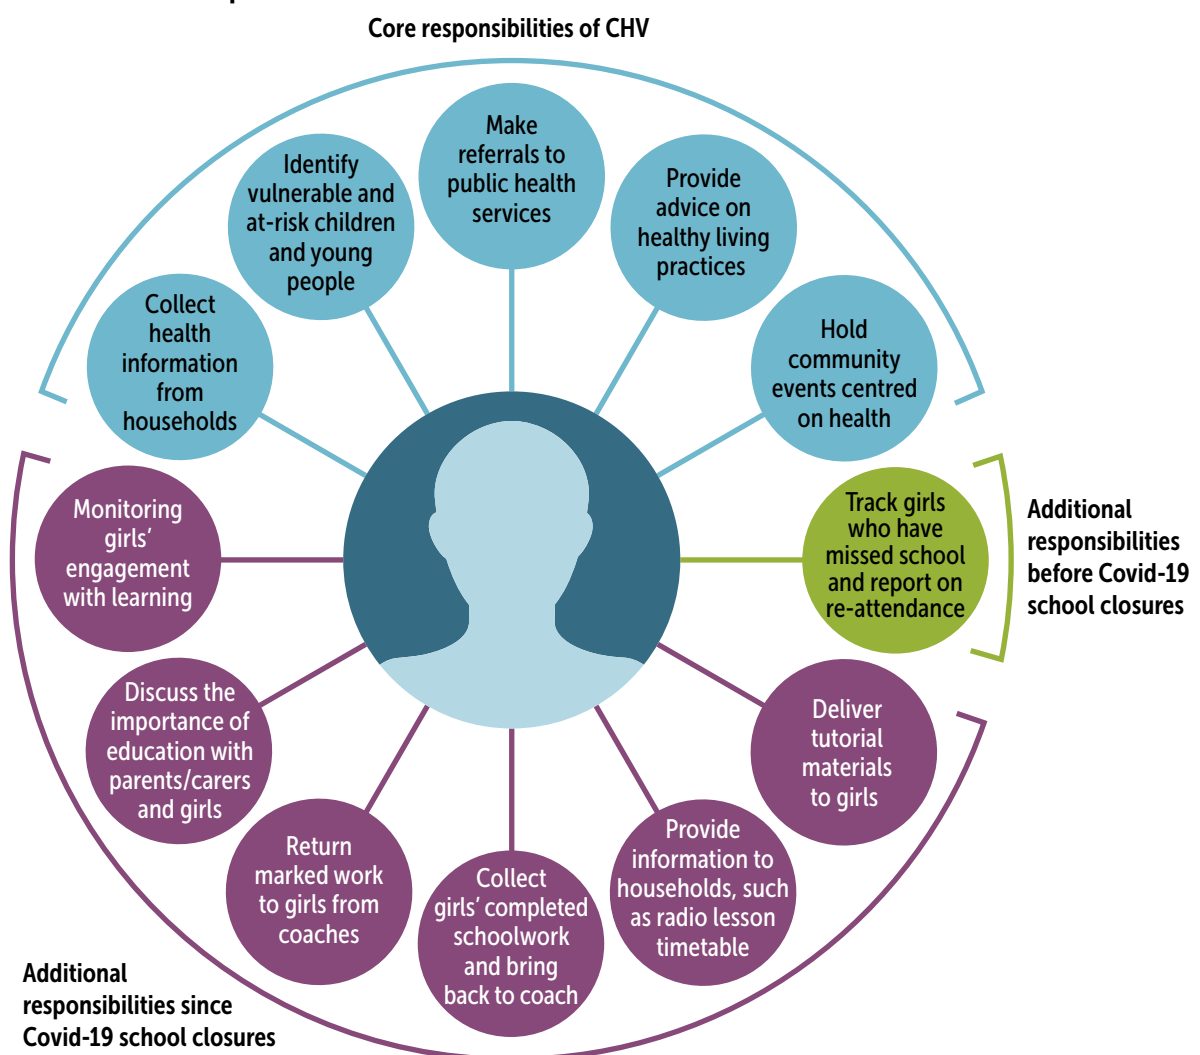 Core responsibilities of CHV
Make
referrals to
public health
services
Identify
vulnerable and
at-risk children
and young
people
Provide
advice on
healthy living
practices
Collect
health
information
from
households
Hold
community
events centred
on health
Monitoring
girls’
engagement
with learning
Track girls
who have
missed school
and report on
re-attendance
Additional
responsibilities
before Covid-19
school closures
Discuss the
importance of
education with
parents/carers
and girls
Deliver
tutorial
materials
to girls
Return
marked work
to girls from
coaches
Collect
girls’ completed
schoolwork
and bring
back to coach
Provide
information to
households, such
as radio lesson
timetable
Additional
responsibilities since
Covid-19 school closures